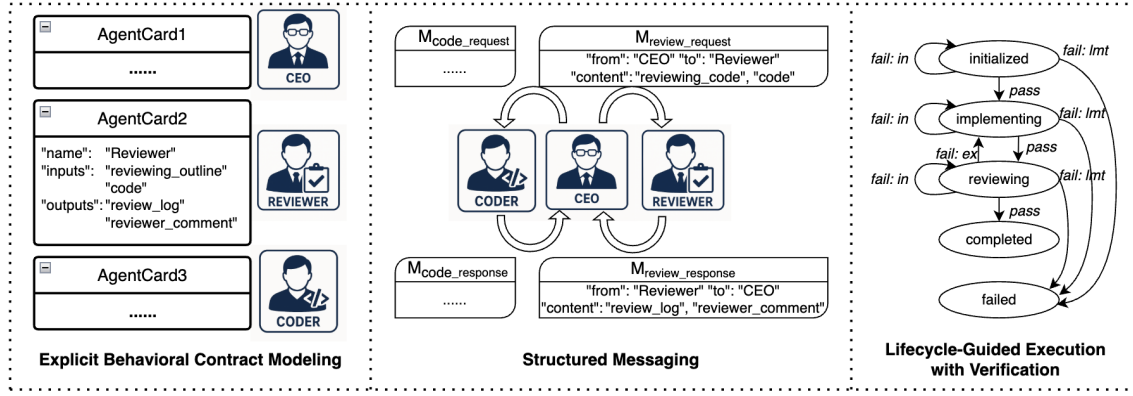 AgentCard1
......
CEO
AgentCard2
"name": "Reviewer"
"inputs": "reviewing_outline"
"code"
"outputs": "review_log"
"reviewer_comment"
REVIEWER
AgentCard3
......
CODER
Explicit Behavioral Contract Modeling
Mcode_request
......
Mreview_request
"from": "CEO" "to": "Reviewer"
"content": "reviewing_code", "code"
</>
CODER
CEO
REVIEWER
Mcode_response
......
Mreview_response
"from": "Reviewer" "to": "CEO"
"content": "review_log", "reviewer_comment"
Structured Messaging
fail: in
initialized
fail: lmt
pass
fail: in
implementing
fail: lmt
fail: ex
pass
fail: in
reviewing
fail: lmt
pass
completed
failed
Lifecycle-Guided Execution
with Verification